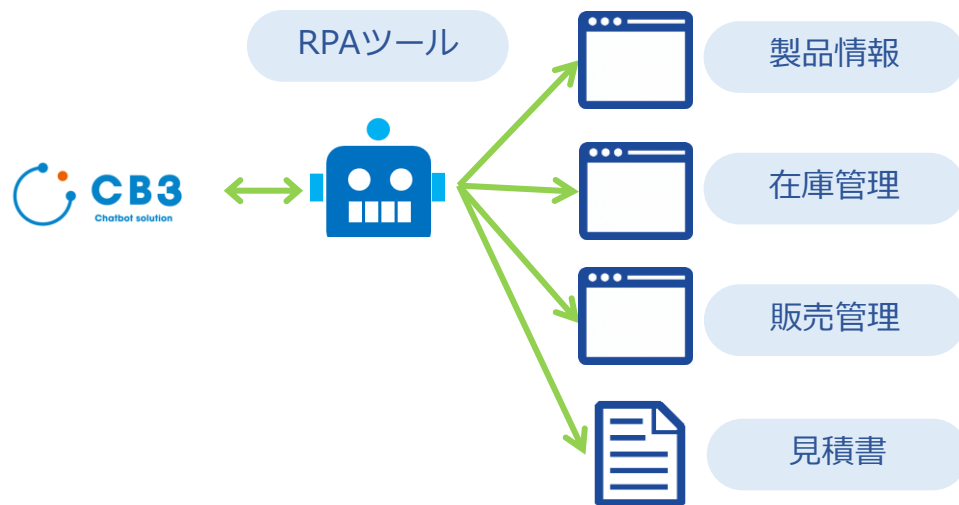 RPAツール
製品情報
CB3
Chatbot solution
在庫管理
販売管理
見積書